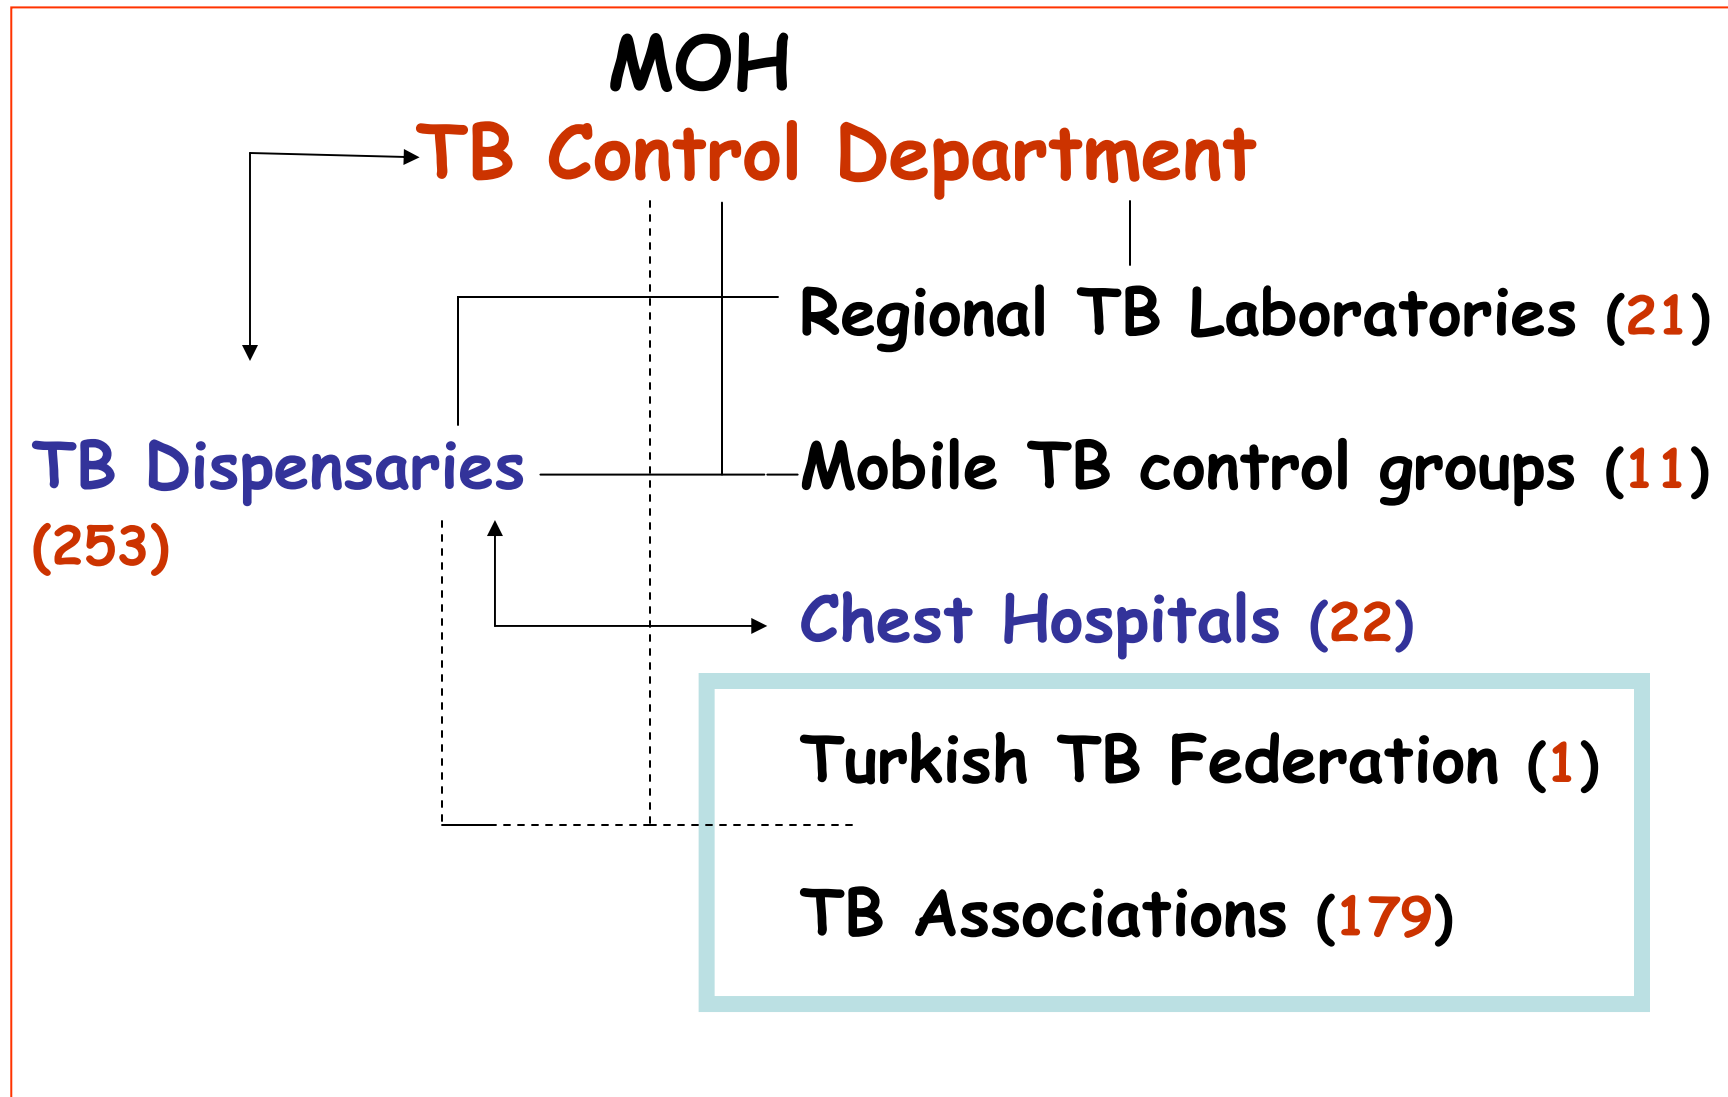 MOH
TB Control Department
Regional TB Laboratories (21)
TB Dispensaries
(253)
Mobile TB control groups (11)
Chest Hospitals (22)
Turkish TB Federation (1)
TB Associations (179)